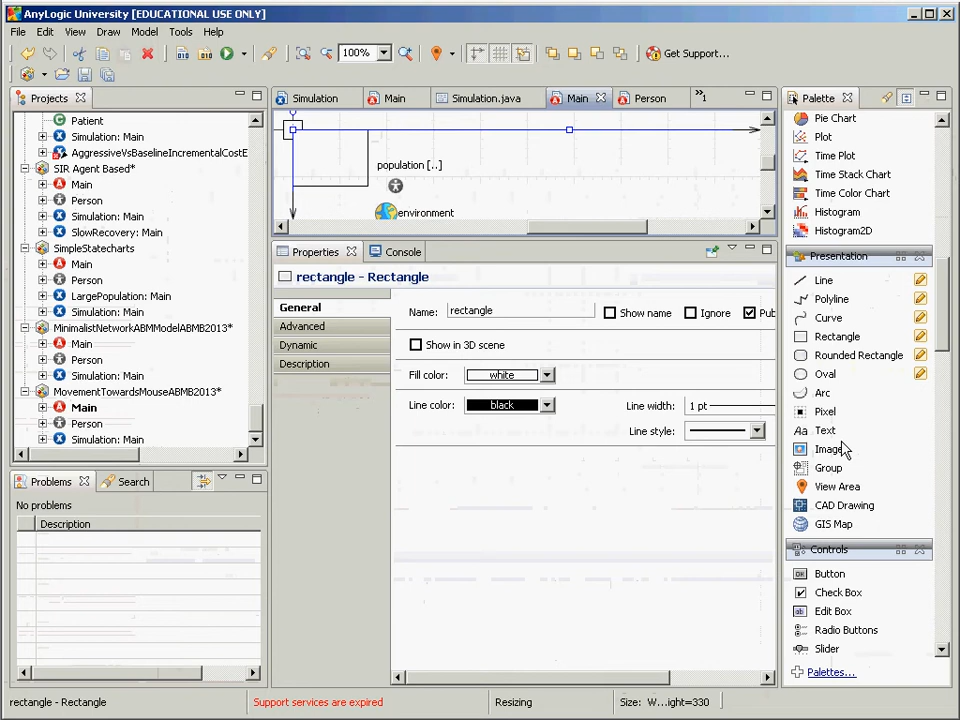 AnyLogic University [EDUCATIONAL USE ONLY]
File Edit View Draw Model Tools Help
100% Get Support...
Projects
Patient
Simulation: Main
AggressiveVsBaselineIncrementalCostE
SIR Agent Based*
Main
Person
Simulation: Main
SlowRecovery: Main
SimpleStatecharts
Main
Person
LargePopulation: Main
Simulation: Main
MinimalistNetworkABMModelABMB2013*
Main
Person
Simulation: Main
MovementTowardsMouseABMB2013*
Main
Person
Simulation: Main
Problems Search
No problems
Description
Simulation Main Simulation.java Main Person »1
population [..]
environment
Properties Console
rectangle - Rectangle
General
Advanced
Dynamic
Description
Name: rectangle Show name Ignore Pub
Show in 3D scene
Fill color: white
Line color: black Line width: 1 pt
Line style:
Palette
Pie Chart
Plot
Time Plot
Time Stack Chart
Time Color Chart
Histogram
Histogram2D
Presentation
Line
Polyline
Curve
Rectangle
Rounded Rectangle
Oval
Arc
Pixel
Aa Text
Image
Group
View Area
CAD Drawing
GIS Map
Controls
Button
Check Box
Edit Box
Radio Buttons
Slider
Palettes...
rectangle - Rectangle Support services are expired Resizing Size: W...ight=330